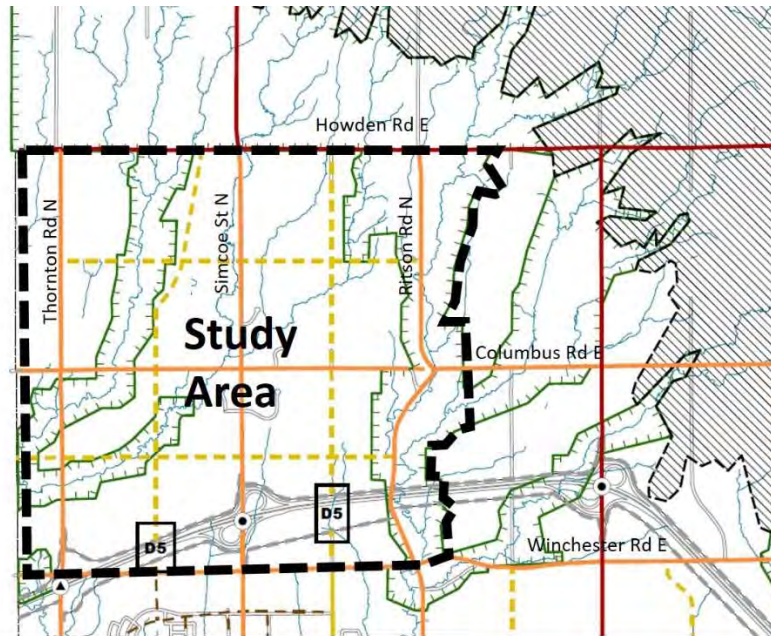 Howden Rd E
Thornton Rd N
Simcoe St N
Ritson Rd N
Study
Area
Columbus Rd E
D5
D5
Winchester Rd E